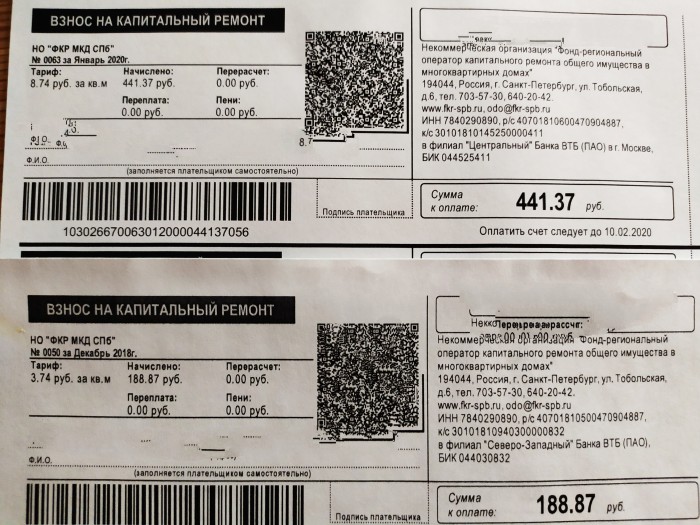 ВЗНОС НА КАПИТАЛЬНЫЙ РЕМОНТ
НО "ФКР МКД СПб"
№ 0063 за Январь 2020г.
Тариф: Начислено: Перерасчет:
8.74 руб. за кв.м 441.37 руб. 0.00 руб.
Переплата: Пени:
0.00 руб. 0.00 руб.
8.7
Ф.И.О.
(заполняется плательщиком самостоятельно)
Подпись плательщика
103026670063012000044137056
Некоммерческая организация "Фонд-региональный
оператор капитального ремонта общего имущества в
многоквартирных домах"
194044, Россия, г. Санкт-Петербург, ул. Тобольская,
д.6, тел. 703-57-30, 640-20-42.
www.fkr-spb.ru, odo@fkr-spb.ru
ИНН 7840290890, р/с 40701810600470904887,
к/с 30101810145250000411
в филиал "Центральный" Банка ВТБ (ПАО) в г. Москве,
БИК 044525411
Сумма
к оплате: 441.37 руб.
Оплатить счет следует до 10.02.2020
ВЗНОС НА КАПИТАЛЬНЫЙ РЕМОНТ
НО "ФКР МКД СПб"
№ 0050 за Декабрь 2018г.
Тариф: Начислено: Перерасчет:
3.74 руб. за кв.м 188.87 руб. 0.00 руб.
Переплата: Пени:
0.00 руб. 0.00 руб.
Ф.И.О.
(заполняется плательщиком самостоятельно)
Подпись плательщика
Некоммерческая организация "Фонд-региональный
оператор капитального ремонта общего имущества в
многоквартирных домах"
194044, Россия, г. Санкт-Петербург, ул. Тобольская,
д.6, тел. 703-57-30, 640-20-42.
www.fkr-spb.ru, odo@fkr-spb.ru
ИНН 7840290890, р/с 40701810500470904887,
к/с 30101810940300000832
в филиал "Северо-Западный" Банка ВТБ (ПАО),
БИК 044030832
Сумма
к оплате: 188.87 руб.